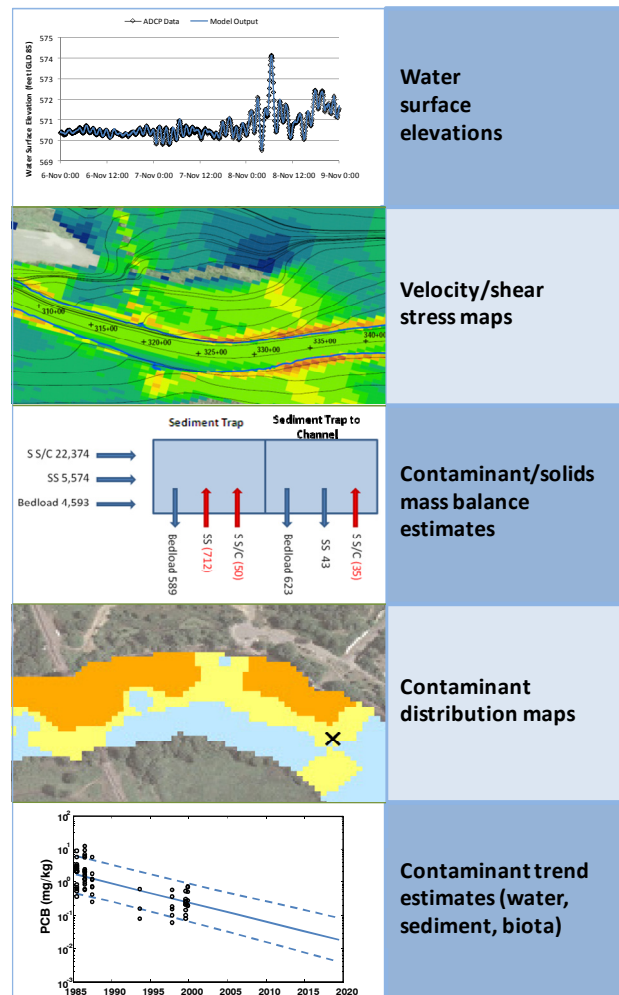 ADCP Data Model Output
Water Surface Elevation (feet IGLD85)
575
574
573
572
571
570
569
6-Nov 0:00 6-Nov 12:00 7-Nov 0:00 7-Nov 12:00 8-Nov 0:00 8-Nov 12:00 9-Nov 0:00
Water
surface
elevations
310+00
315+00
320+00
325+00
330+00
335+00
340+00
Velocity/shear
stress maps
Sediment Trap
Sediment Trap to
Channel
S S/C 22,374
SS 5,574
Bedload 4,593
Bedload 589
SS (712)
S S/C (50)
Bedload 623
SS 43
S S/C (35)
Contaminant/solids
mass balance
estimates
Contaminant
distribution maps
PCB (mg/kg)
10²
10¹
10⁰
10⁻¹
10⁻²
10⁻³
1985 1990 1995 2000 2005 2010 2015 2020
Contaminant trend
estimates (water,
sediment, biota)